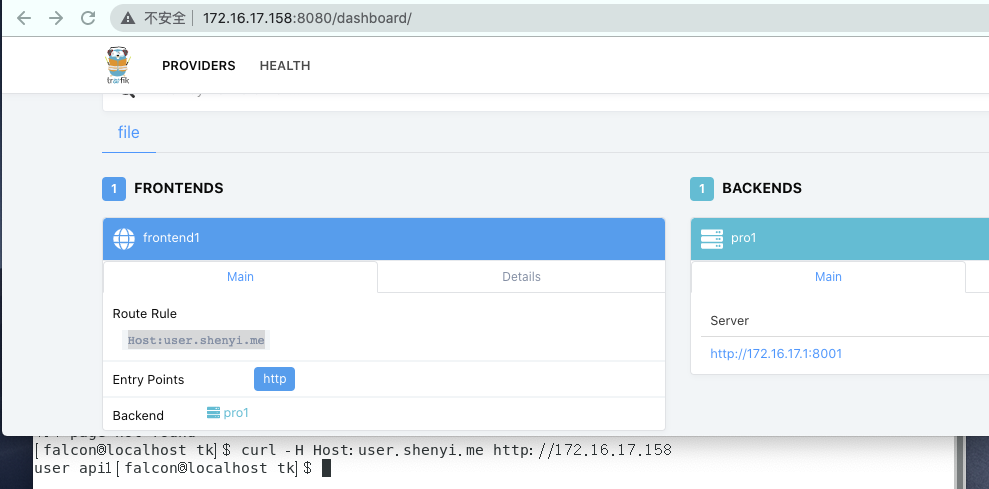 不安全 | 172.16.17.158:8080/dashboard/
træfik
PROVIDERS HEALTH
file
1 FRONTENDS
frontend1
Main Details
Route Rule
Host:user.shenyi.me
Entry Points http
Backend pro1
1 BACKENDS
pro1
Main
Server
http://172.16.17.1:8001
[falcon@localhost tk]$ curl -H Host:user.shenyi.me http://172.16.17.158
user api1[falcon@localhost tk]$